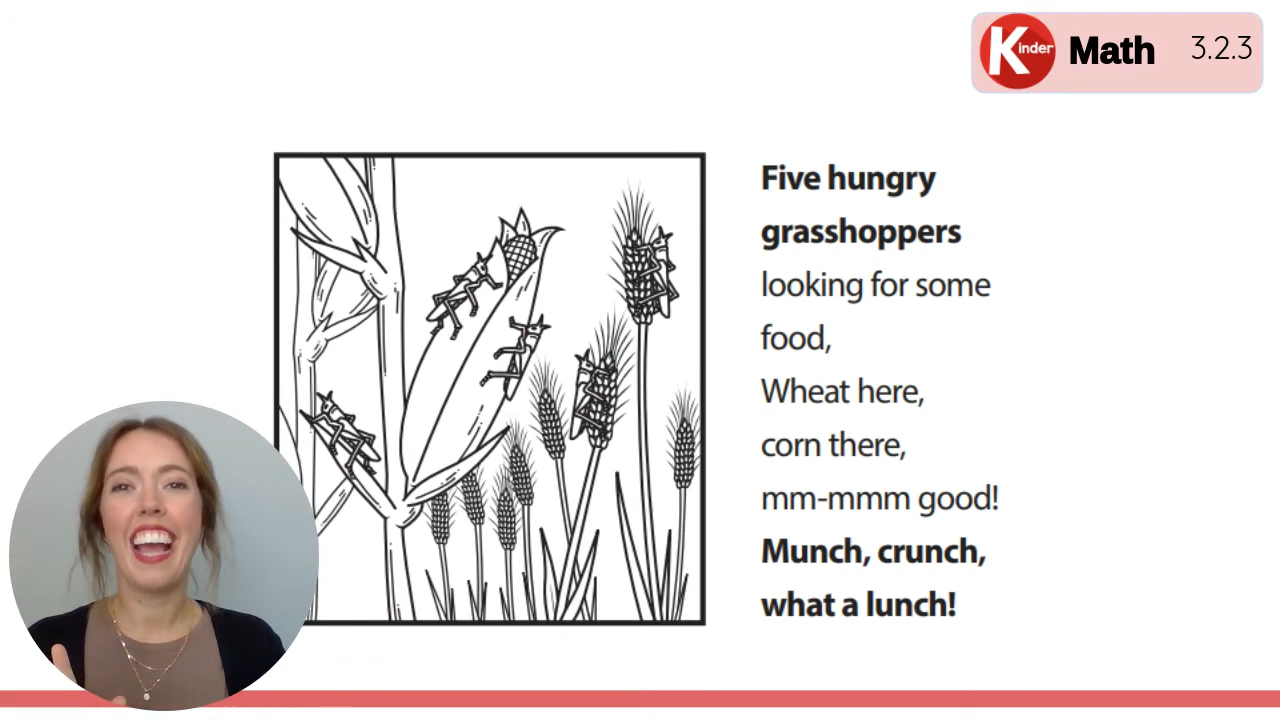 Kinder Math 3.2.3
Five hungry
grasshoppers
looking for some
food,
Wheat here,
corn there,
mm-mmm good!
Munch, crunch,
what a lunch!